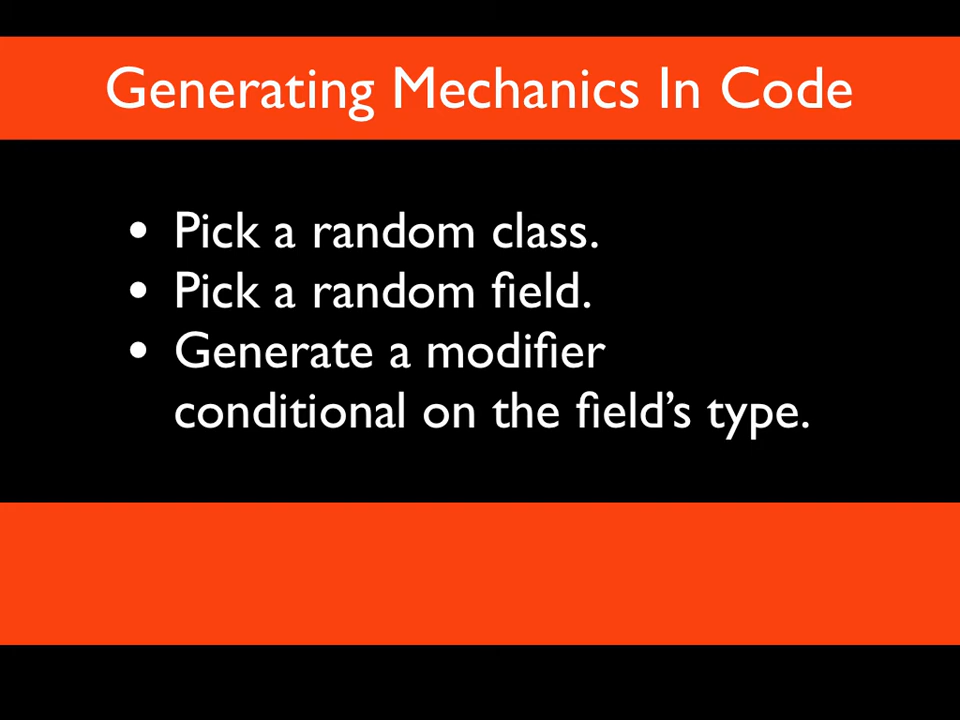 Generating Mechanics In Code
• Pick a random class.
• Pick a random field.
• Generate a modifier
conditional on the field’s type.